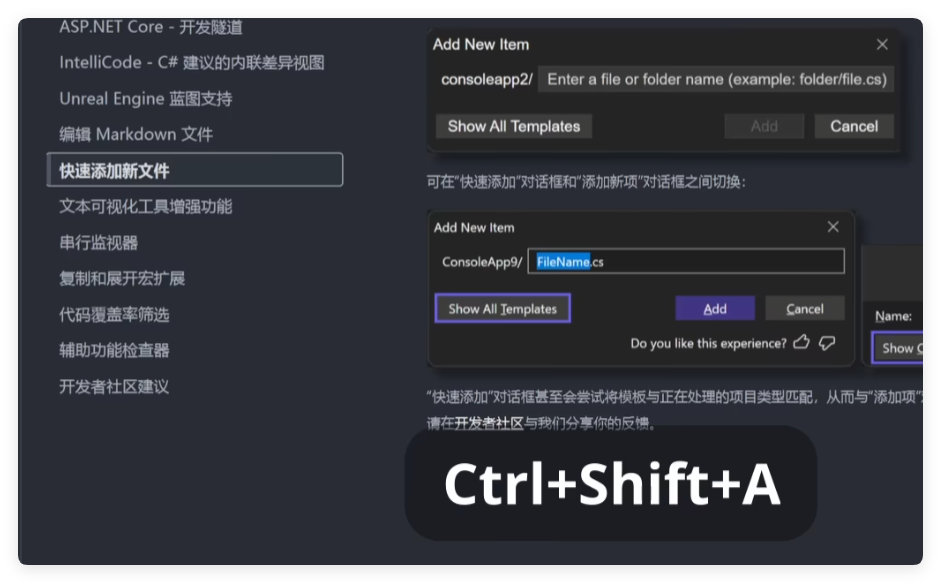 ASP.NET Core - 开发隧道
IntelliCode - C# 建议的内联差异视图
Unreal Engine 蓝图支持
编辑 Markdown 文件
快速添加新文件
文本可视化工具增强功能
串行监视器
复制和展开宏扩展
代码覆盖率筛选
辅助功能检查器
开发者社区建议
Add New Item
consoleapp2/ Enter a file or folder name (example: folder/file.cs)
Show All Templates Add Cancel
可在“快速添加”对话框和“添加新项”对话框之间切换：
Add New Item
ConsoleApp9/ FileName.cs
Show All Templates Add Cancel
Do you like this experience?
Name:
Show C
“快速添加”对话框甚至会尝试将模板与正在处理的项目类型匹配，从而与“添加项”
请在开发者社区与我们分享你的反馈。
Ctrl+Shift+A